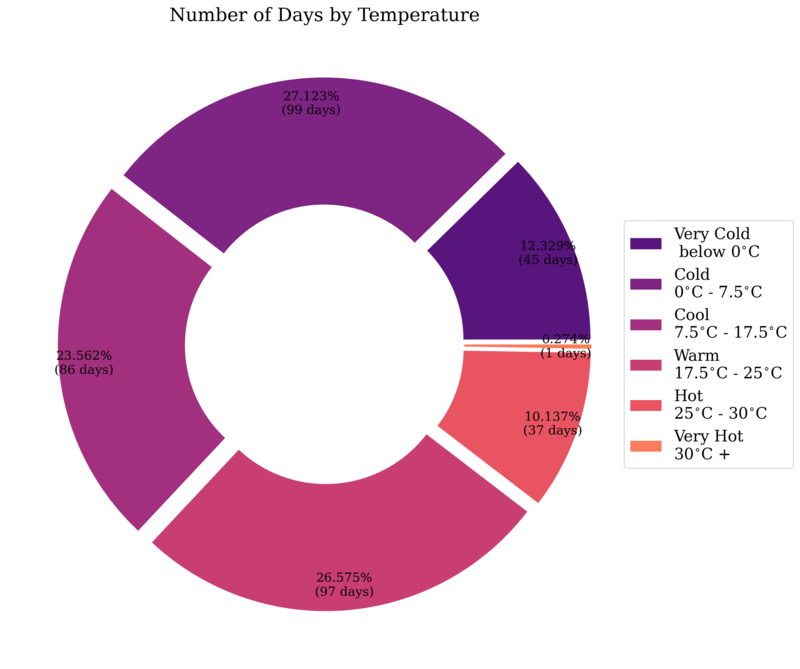 Number of Days by Temperature
27.123%
(99 days)
12.329%
(45 days)
0.274%
(1 days)
23.562%
(86 days)
10.137%
(37 days)
26.575%
(97 days)
Very Cold
below 0°C
Cold
0°C - 7.5°C
Cool
7.5°C - 17.5°C
Warm
17.5°C - 25°C
Hot
25°C - 30°C
Very Hot
30°C +